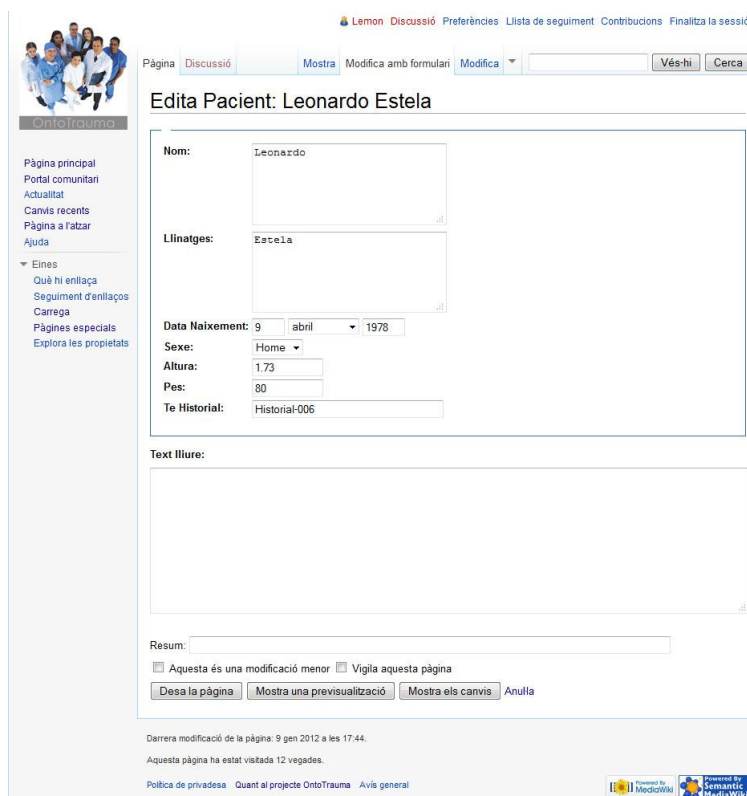 Lemon Discussió Preferències Llista de seguiment Contribucions Finalitza la sessió
Pàgina Discussió Mostra Modifica amb formulari Modifica Vés-hi Cerca
OntoTrauma
Edita Pacient: Leonardo Estela
Pàgina principal
Portal comunitari
Actualitat
Canvis recents
Pàgina a l'atzar
Ajuda
Eines
Què hi enllaça
Seguiment d'enllaços
Carrega
Pàgines especials
Explora les propietats
Nom: Leonardo
Llinatges: Estela
Data Naixement: 9 abril 1978
Sexe: Home
Altura: 1.73
Pes: 80
Te Historial: Historial-006
Text lliure:
Resum:
Aquesta és una modificació menor Vigila aquesta pàgina
Desa la pàgina Mostra una previsualització Mostra els canvis Anul·la
Darrera modificació de la pàgina: 9 gen 2012 a les 17:44.
Aquesta pàgina ha estat visitada 12 vegades.
Política de privadesa Quant al projecte OntoTrauma Avís general
Powered By MediaWiki
Powered By Semantic MediaWiki